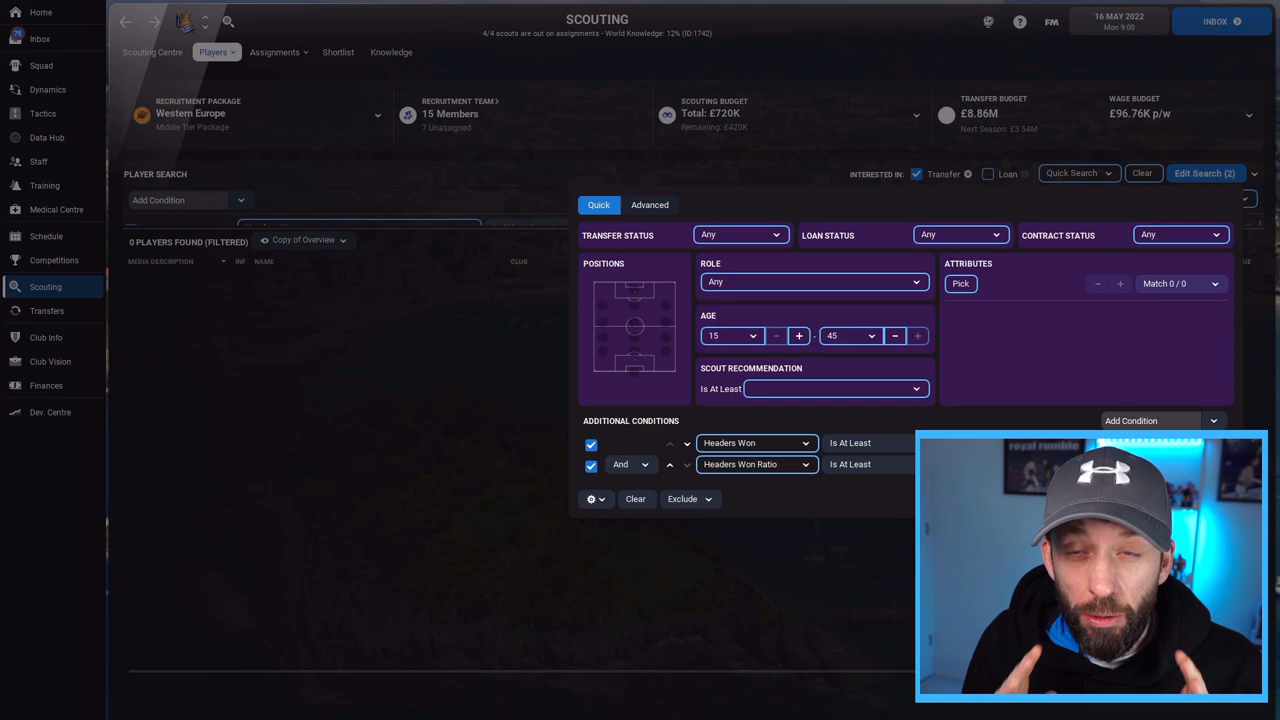 Home
75
Inbox
Squad
Dynamics
Tactics
Data Hub
Staff
Training
Medical Centre
Schedule
Competitions
Scouting
Transfers
Club Info
Club Vision
Finances
Dev. Centre
SCOUTING
4/4 scouts are out on assignments - World Knowledge: 12% (ID:1742)
?
FM
16 MAY 2022
Mon 9:00
INBOX
Scouting Centre
Players
Assignments
Shortlist
Knowledge
RECRUITMENT PACKAGE
Western Europe
Middle Tier Package
RECRUITMENT TEAM
15 Members
7 Unassigned
SCOUTING BUDGET
Total: £720K
Remaining: £420K
TRANSFER BUDGET
£8.86M
Next Season: £3.54M
WAGE BUDGET
£96.76K p/w
PLAYER SEARCH
INTERESTED IN:
Transfer
Loan
Quick Search
Clear
Edit Search (2)
Add Condition
0 PLAYERS FOUND (FILTERED)
Copy of Overview
MEDIA DESCRIPTION
INF
NAME
CLUB
Quick
Advanced
TRANSFER STATUS
Any
LOAN STATUS
Any
CONTRACT STATUS
Any
POSITIONS
ROLE
Any
AGE
15
-
+
-
45
-
+
SCOUT RECOMMENDATION
Is At Least
ATTRIBUTES
Pick
-
+
Match 0 / 0
ADDITIONAL CONDITIONS
Add Condition
Headers Won
Is At Least
And
Headers Won Ratio
Is At Least
Clear
Exclude
royal rumble